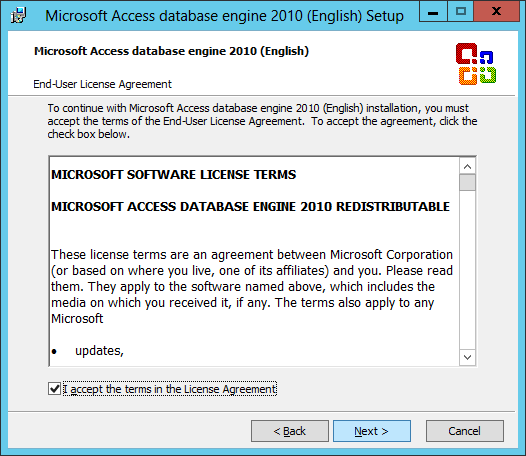 Microsoft Access database engine 2010 (English) Setup
Microsoft Access database engine 2010 (English)
End-User License Agreement
To continue with Microsoft Access database engine 2010 (English) installation, you must
accept the terms of the End-User License Agreement.  To accept the agreement, click the
check box below.
MICROSOFT SOFTWARE LICENSE TERMS
MICROSOFT ACCESS DATABASE ENGINE 2010 REDISTRIBUTABLE
These license terms are an agreement between Microsoft Corporation
(or based on where you live, one of its affiliates) and you. Please read
them. They apply to the software named above, which includes the
media on which you received it, if any. The terms also apply to any
Microsoft
• updates,
I accept the terms in the License Agreement
< Back
Next >
Cancel